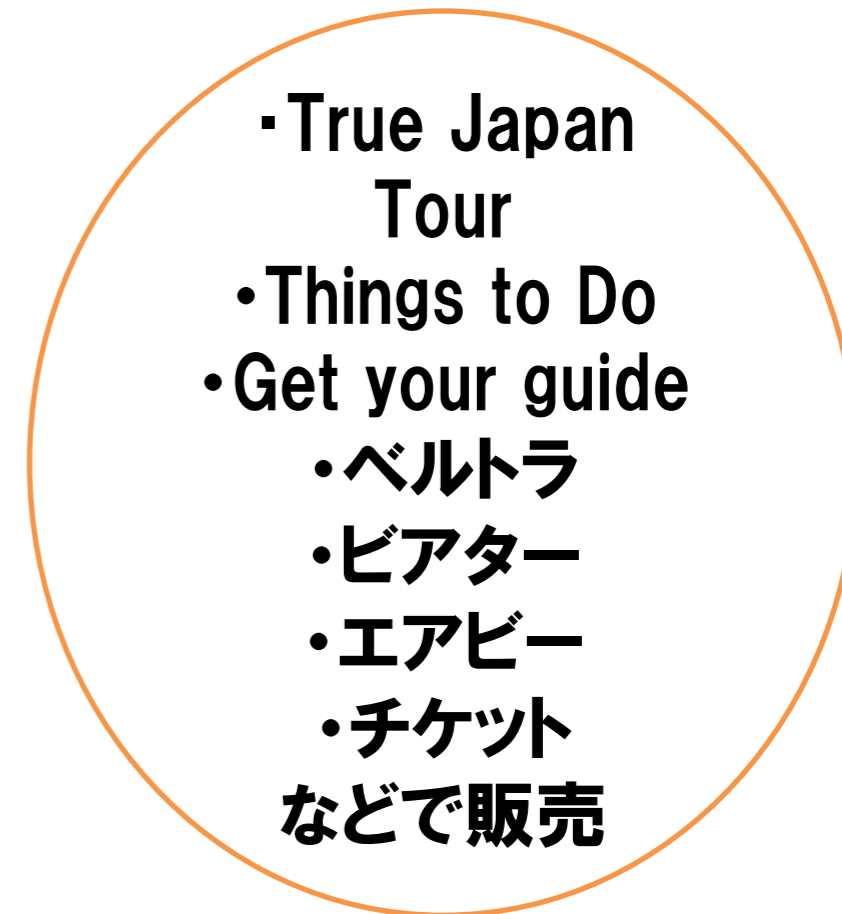 ・True Japan
Tour
・Things to Do
・Get your guide
・ベルトラ
・ビアター
・エアビー
・チケット
などで販売